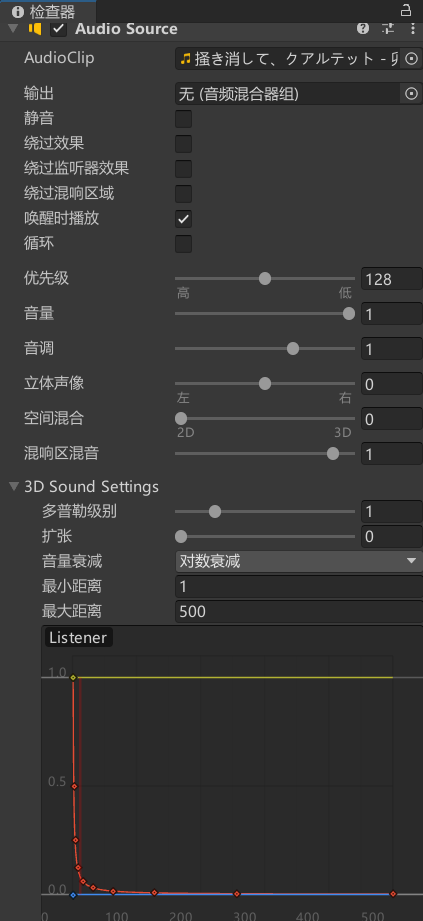 检查器
Audio Source
AudioClip 掻き消して、クアルテット -
输出 无 (音频混合器组)
静音
绕过效果
绕过监听器效果
绕过混响区域
唤醒时播放
循环
优先级 128
高 低
音量 1
音调 1
立体声像 0
左 右
空间混合 0
2D 3D
混响区混音 1
3D Sound Settings
多普勒级别 1
扩张 0
音量衰减 对数衰减
最小距离 1
最大距离 500
Listener
1.0
0.5
0.0
0 100 200 300 400 500